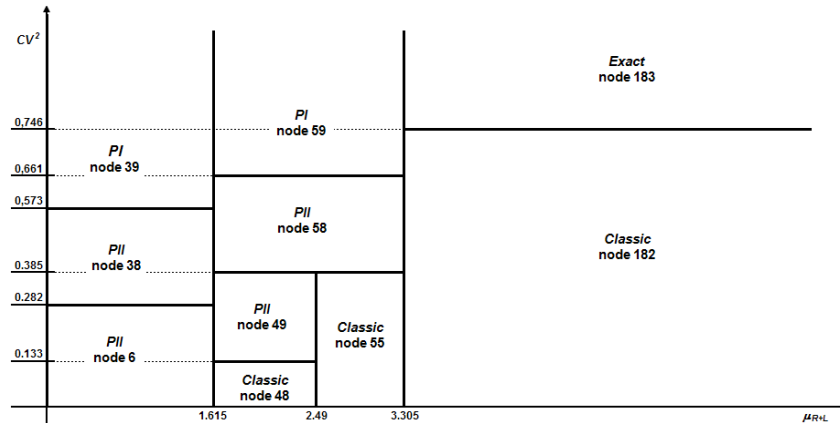 CV²
Exact
node 183
PI
node 59
0,746
PI
node 39
0,661
0,573
PII
node 58
PII
node 38
Classic
node 182
0.385
0.282
PII
node 49
Classic
node 55
PII
node 6
0.133
Classic
node 48
1.615
2.49
3.305
μR+L